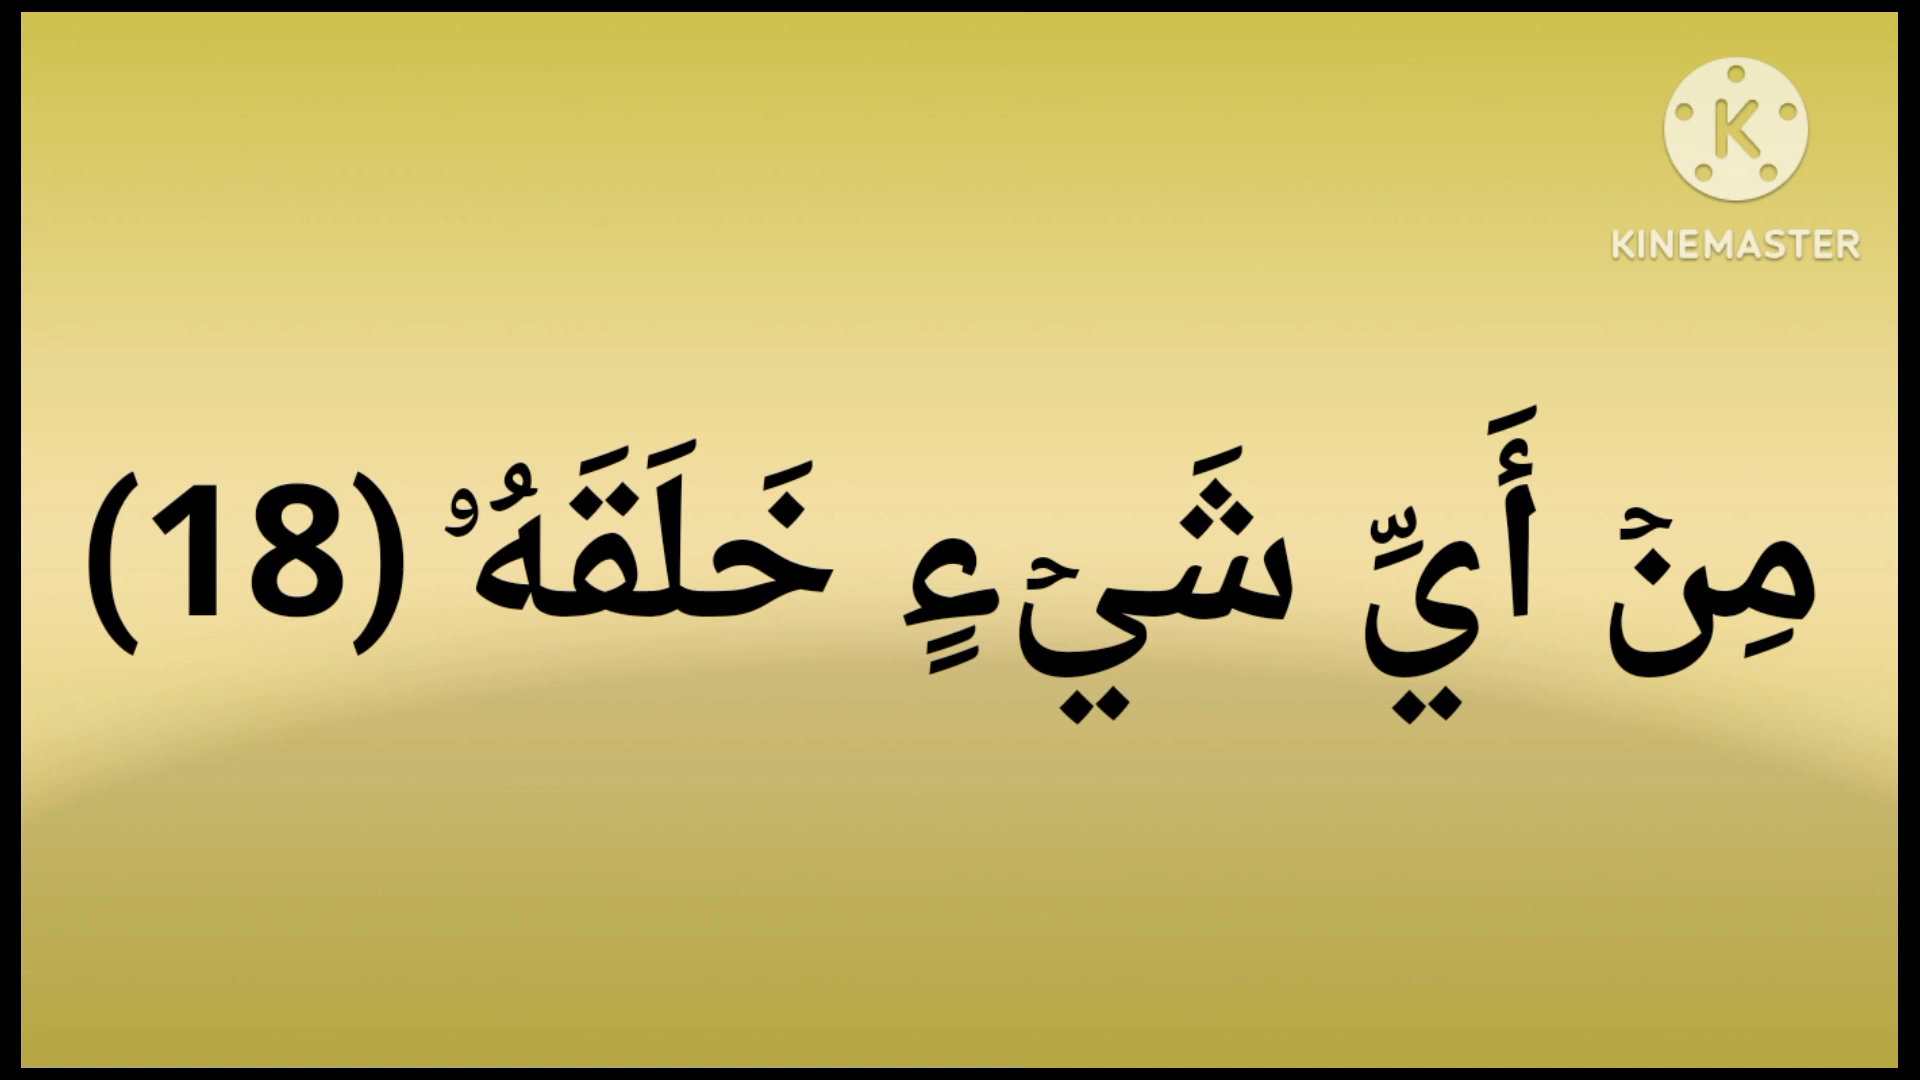 KINEMASTER
مِنۡ أَيِّ شَيۡءٍ خَلَقَهُۥ (18)